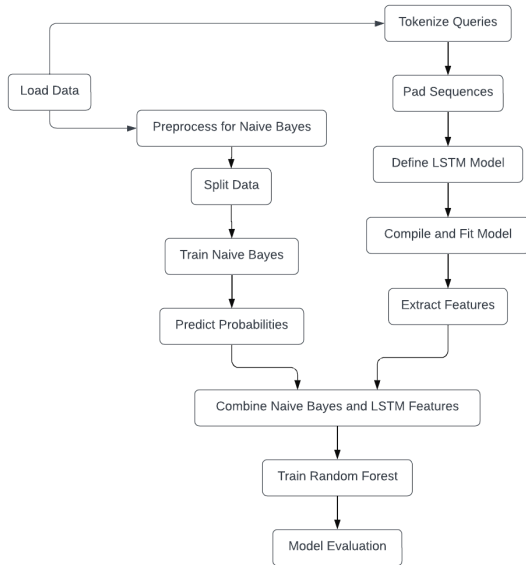 Tokenize Queries
Load Data
Pad Sequences
Preprocess for Naive Bayes
Define LSTM Model
Split Data
Compile and Fit Model
Train Naive Bayes
Extract Features
Predict Probabilities
Combine Naive Bayes and LSTM Features
Train Random Forest
Model Evaluation